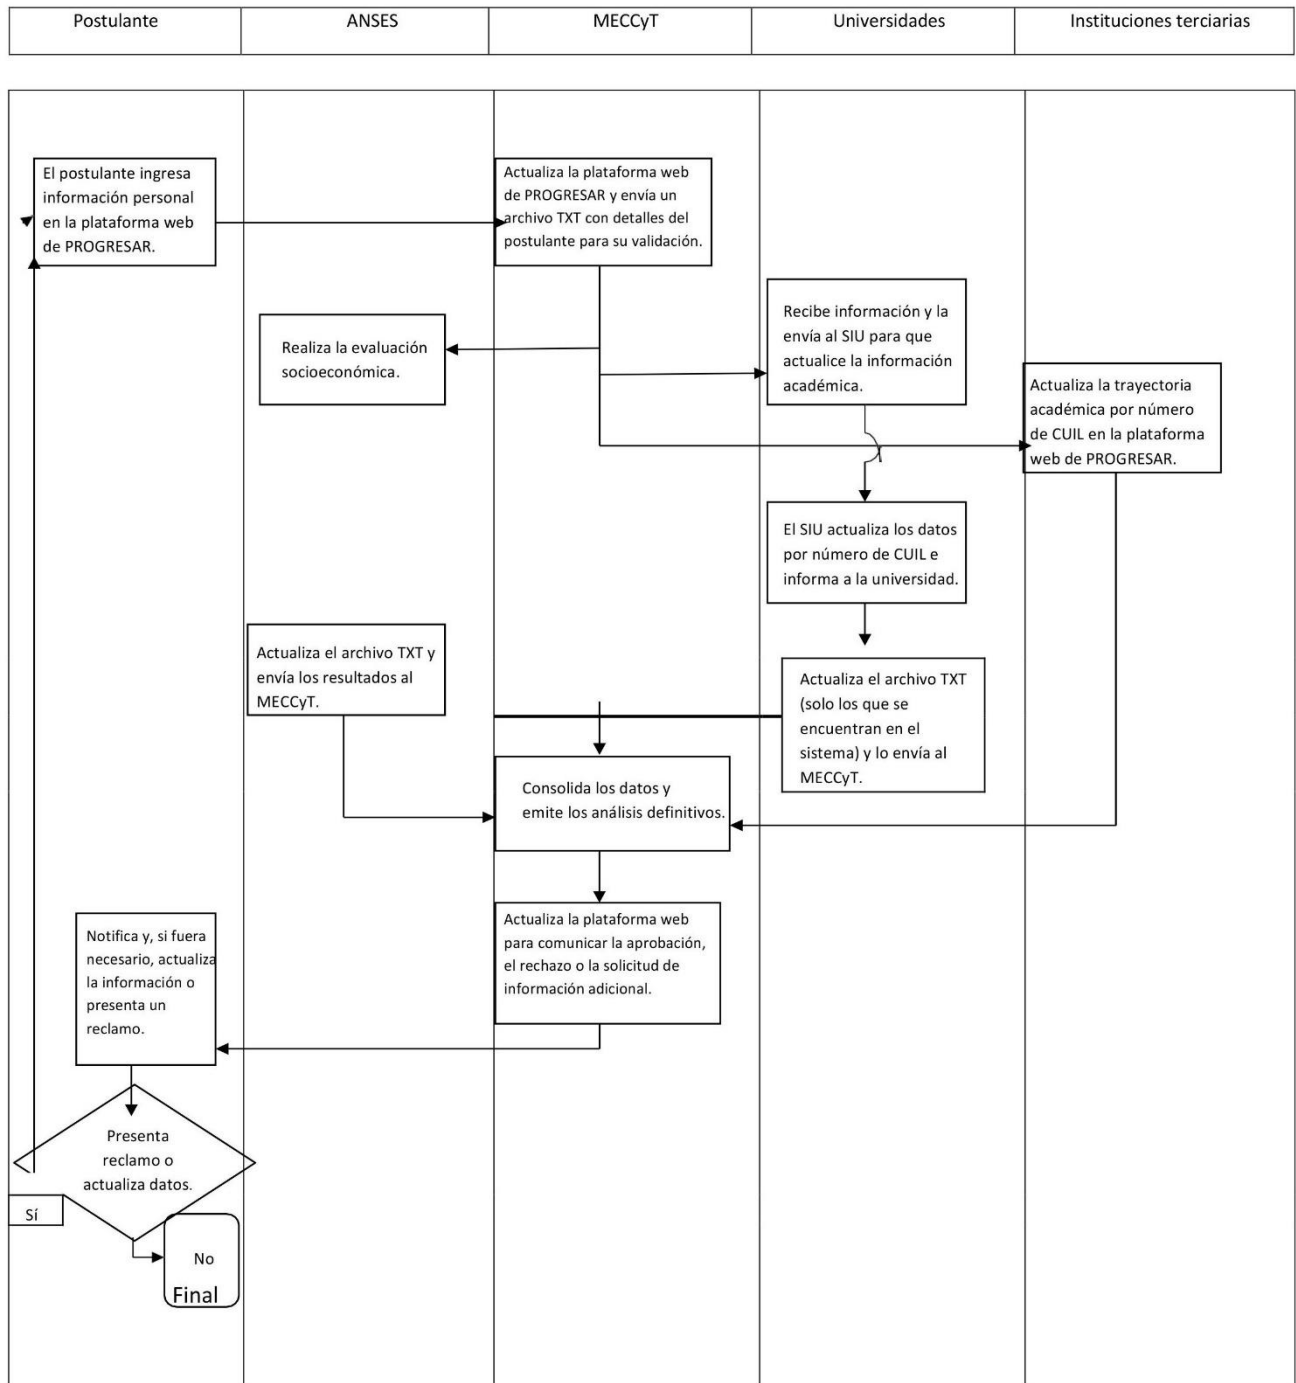 Postulante
ANSES
MECCyT
Universidades
Instituciones terciarias
El postulante ingresa
información personal
en la plataforma web
de PROGRESAR.
Actualiza la plataforma web
de PROGRESAR y envía un
archivo TXT con detalles del
postulante para su validación.
Realiza la evaluación
socioeconómica.
Recibe información y la
envía al SIU para que
actualice la información
académica.
Actualiza la trayectoria
académica por número
de CUIL en la plataforma
web de PROGRESAR.
El SIU actualiza los datos
por número de CUIL e
informa a la universidad.
Actualiza el archivo TXT y
envía los resultados al
MECCyT.
Actualiza el archivo TXT
(solo los que se
encuentran en el
sistema) y lo envía al
MECCyT.
Consolida los datos y
emite los análisis definitivos.
Actualiza la plataforma web
para comunicar la aprobación,
el rechazo o la solicitud de
información adicional.
Notifica y, si fuera
necesario, actualiza
la información o
presenta un
reclamo.
Presenta
reclamo o
actualiza datos.
Sí
No
Final